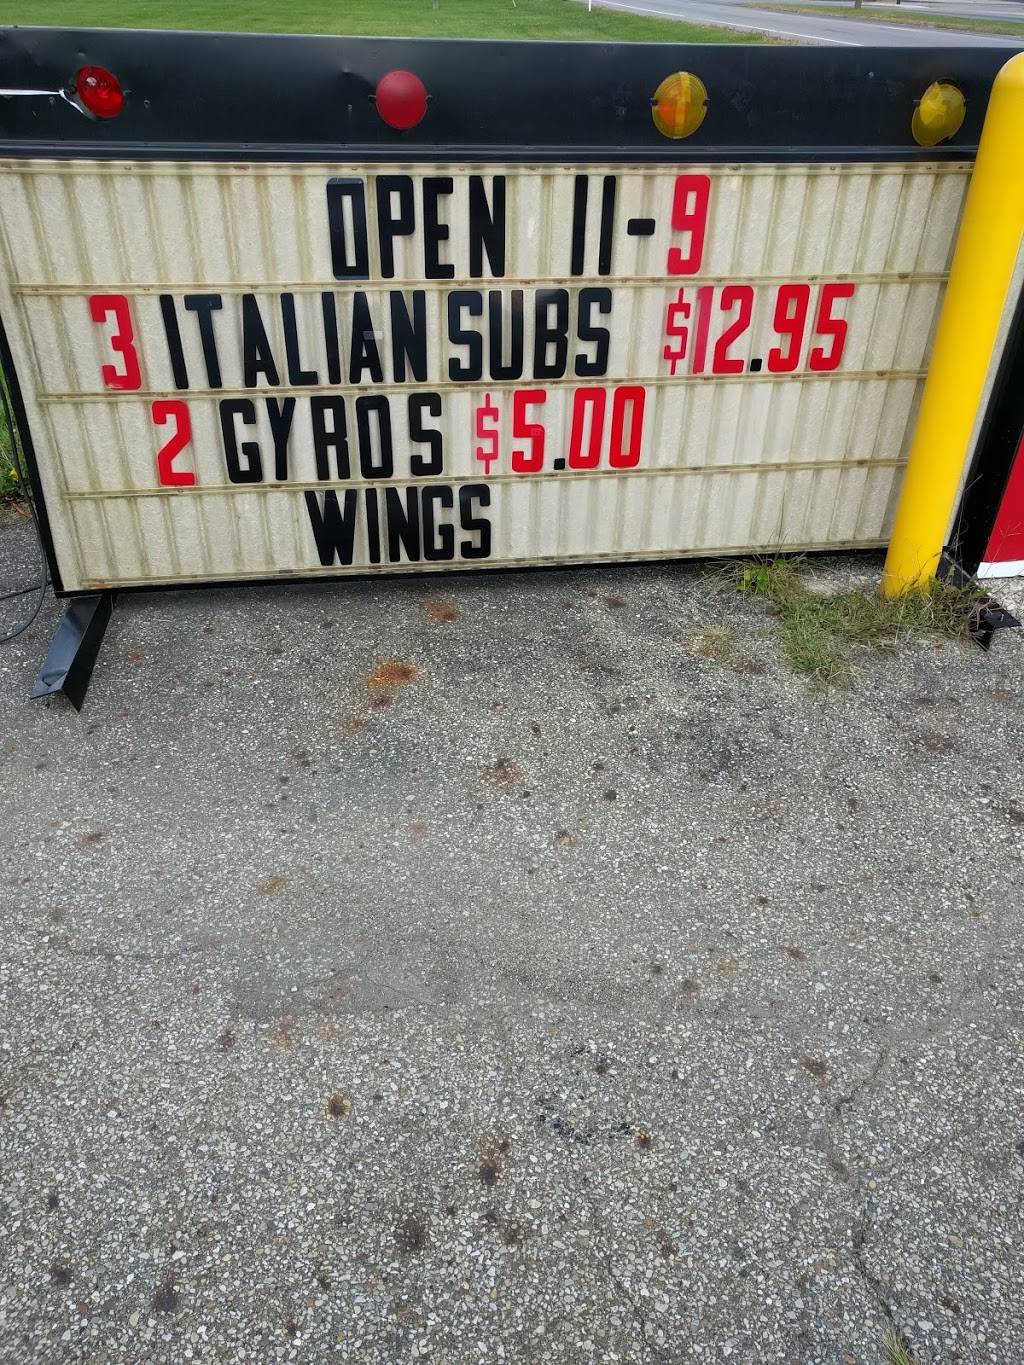 OPEN 11-9
3 ITALIAN SUBS $12.95
2 GYROS $5.00
WINGS